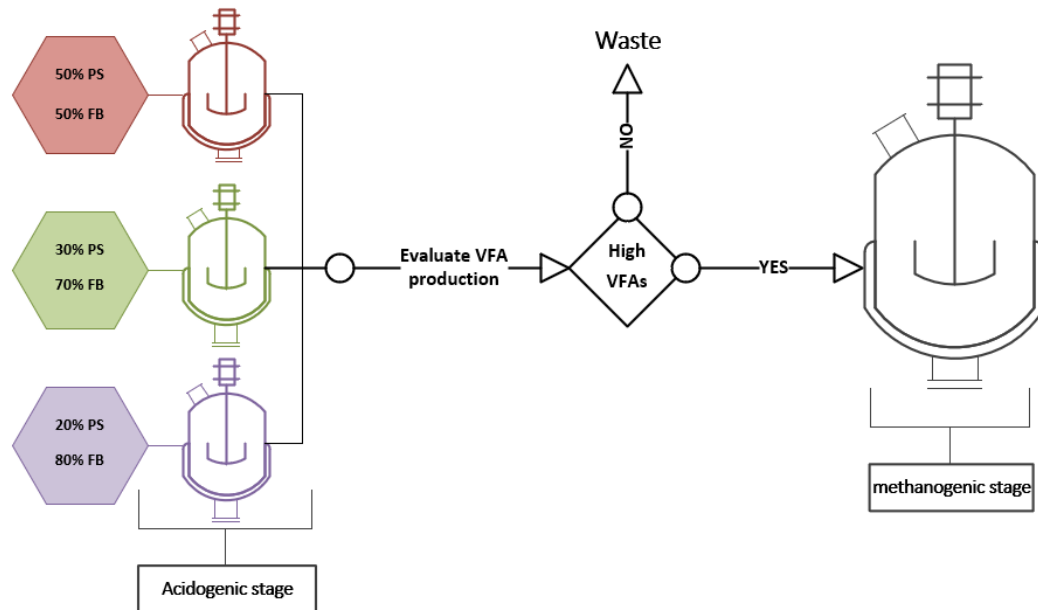 50% PS
50% FB
30% PS
70% FB
20% PS
80% FB
Acidogenic stage
Evaluate VFA
production
High
VFAs
NO
Waste
YES
methanogenic stage